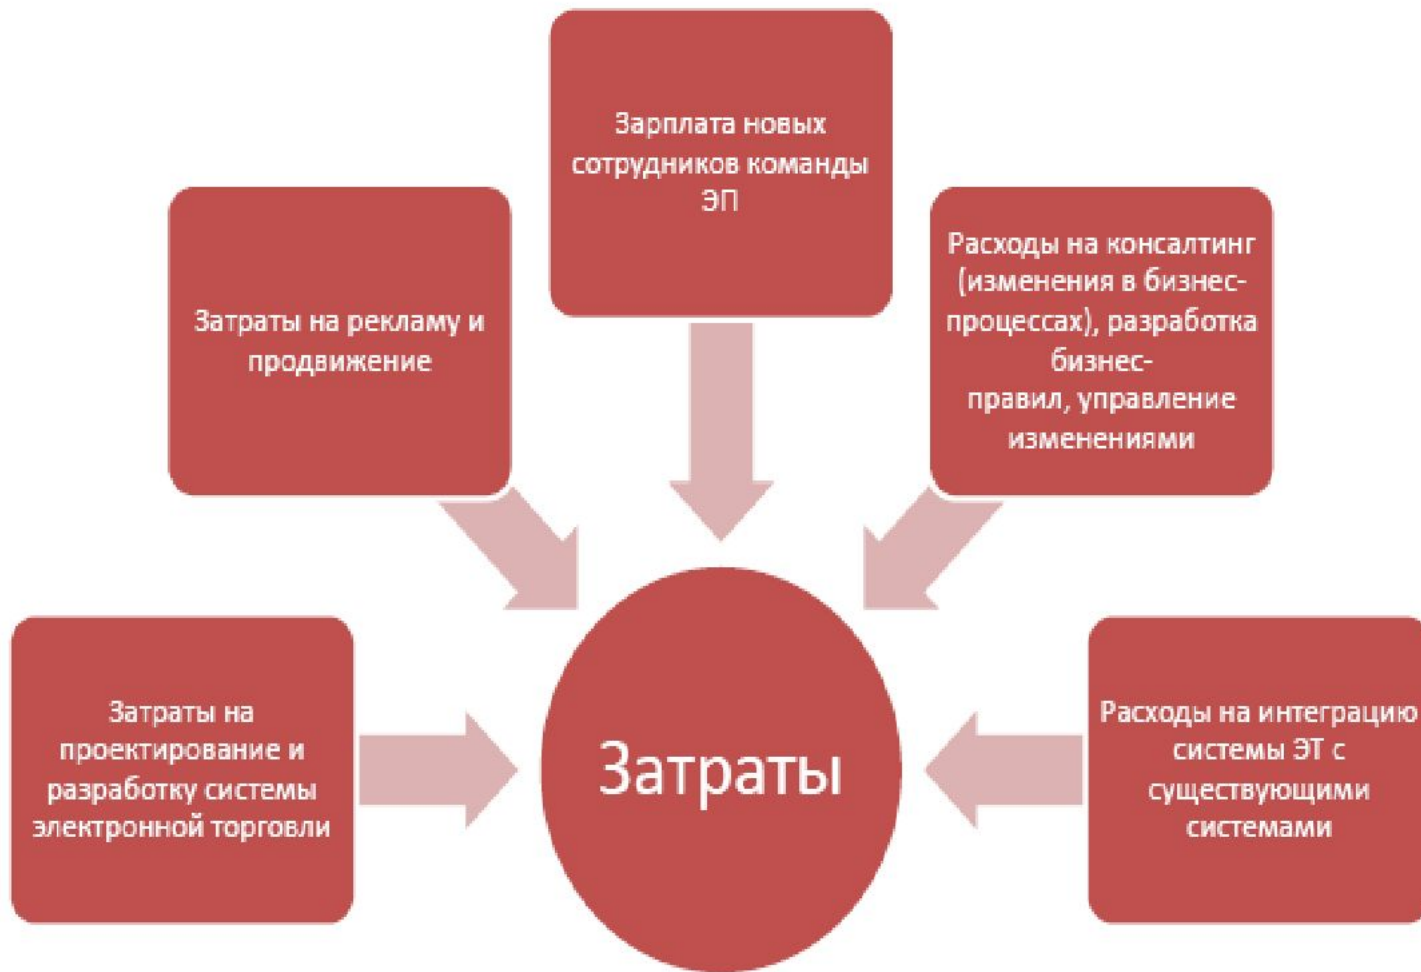 Зарплата новых
сотрудников команды
ЭП
Затраты на рекламу и
продвижение
Расходы на консалтинг
(изменения в бизнес-
процессах), разработка
бизнес-
правил, управление
изменениями
Затраты на
проектирование и
разработку системы
электронной торговли
Затраты
Расходы на интеграцию
системы ЭТ с
существующими
системами